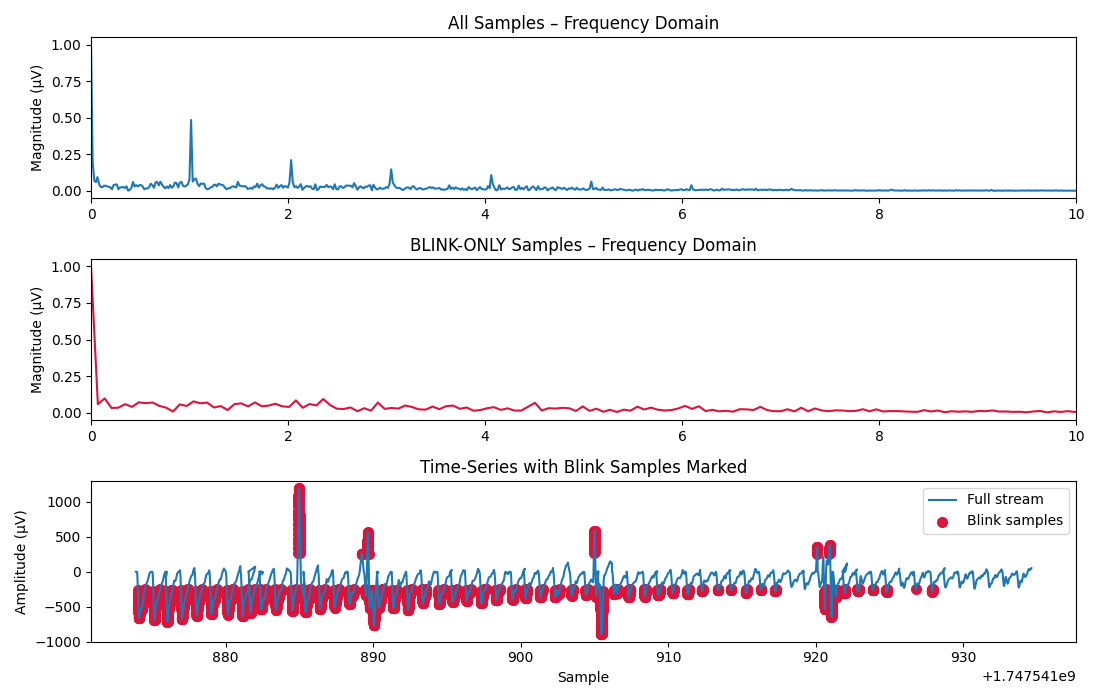 All Samples – Frequency Domain
Magnitude (µV)
1.00
0.75
0.50
0.25
0.00
0 2 4 6 8 10
BLINK-ONLY Samples – Frequency Domain
Magnitude (µV)
1.00
0.75
0.50
0.25
0.00
0 2 4 6 8 10
Time-Series with Blink Samples Marked
Amplitude (µV)
1000
500
0
−500
−1000
Full stream
Blink samples
880 890 900 910 920 930
Sample
+1.747541e9